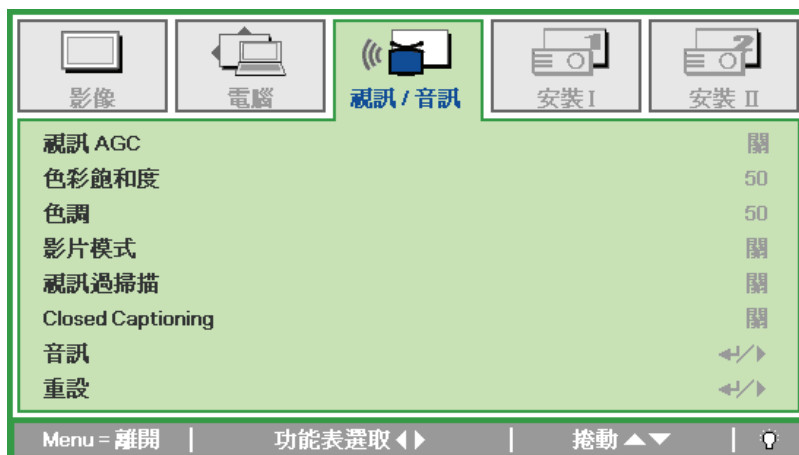 影像
電腦
視訊 / 音訊
安裝 I
安裝 II
視訊 AGC 關
色彩飽和度 50
色調 50
影片模式 關
視訊過掃描 關
Closed Captioning 關
音訊
重設
Menu = 離開 功能表選取 捲動